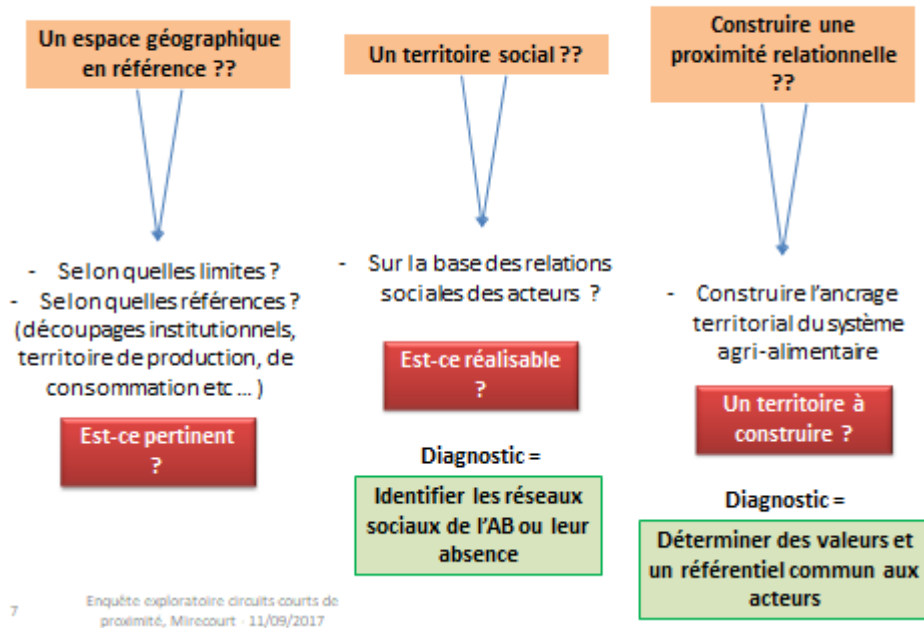 Un espace géographique
en référence ??
- Selon quelles limites ?
- Selon quelles références ?
(découpages institutionnels,
territoire de production, de
consommation etc ... )
Est-ce pertinent
?
Un territoire social ??
- Sur la base des relations
sociales des acteurs ?
Est-ce réalisable
?
Diagnostic =
Identifier les réseaux
sociaux de l'AB ou leur
absence
Construire une
proximité relationnelle
??
- Construire l'ancrage
territorial du système
agri-alimentaire
Un territoire à
construire ?
Diagnostic =
Déterminer des valeurs et
un référentiel commun aux
acteurs
7
Enquête exploratoire circuits courts de
proximité, Mirecourt - 11/09/2017